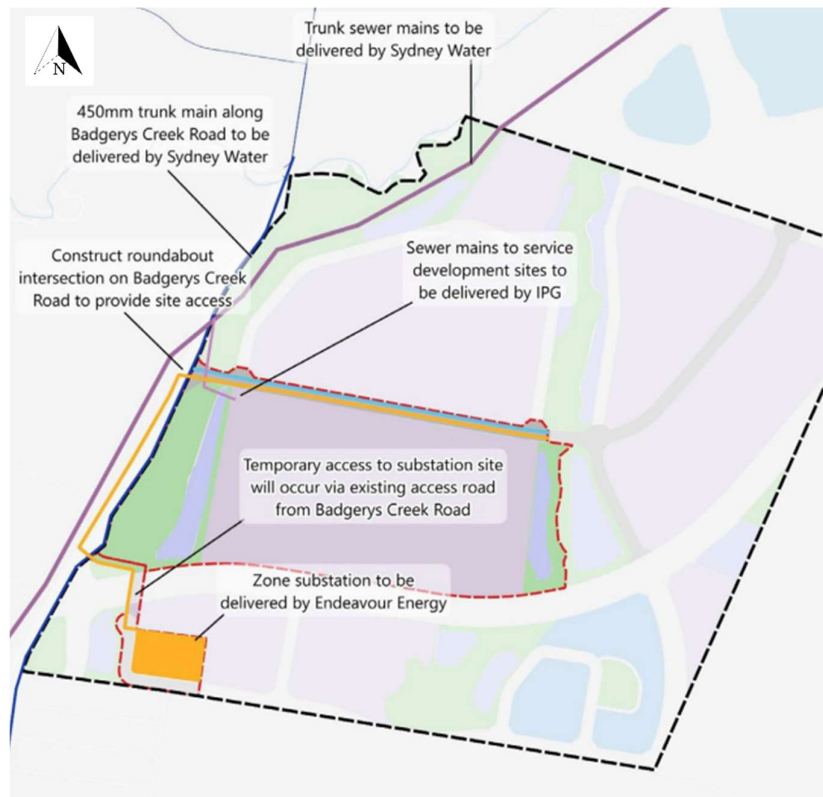 Trunk sewer mains to be
delivered by Sydney Water
N
450mm trunk main along
Badgerys Creek Road to be
delivered by Sydney Water
Construct roundabout
intersection on Badgerys Creek
Road to provide site access
Sewer mains to service
development sites to
be delivered by IPG
Temporary access to substation site
will occur via existing access road
from Badgerys Creek Road
Zone substation to be
delivered by Endeavour Energy